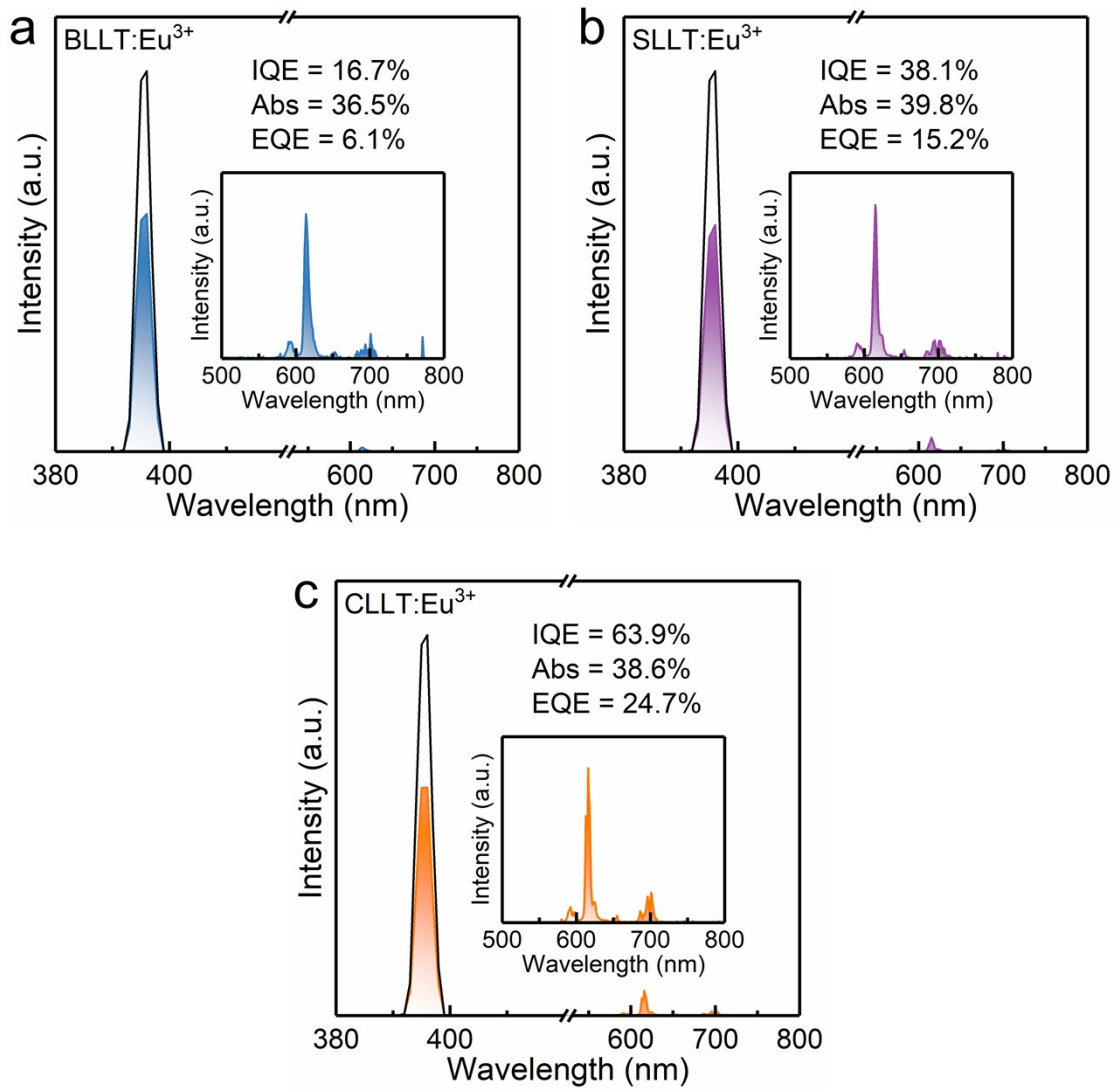 a
BLLT:Eu³⁺
IQE = 16.7%
Abs = 36.5%
EQE = 6.1%
Intensity (a.u.)
Intensity (a.u.)
500 600 700 800
Wavelength (nm)
380 400 600 700 800
Wavelength (nm)
b
SLLT:Eu³⁺
IQE = 38.1%
Abs = 39.8%
EQE = 15.2%
Intensity (a.u.)
Intensity (a.u.)
500 600 700 800
Wavelength (nm)
380 400 600 700 800
Wavelength (nm)
c
CLLT:Eu³⁺
IQE = 63.9%
Abs = 38.6%
EQE = 24.7%
Intensity (a.u.)
Intensity (a.u.)
500 600 700 800
Wavelength (nm)
380 400 600 700 800
Wavelength (nm)